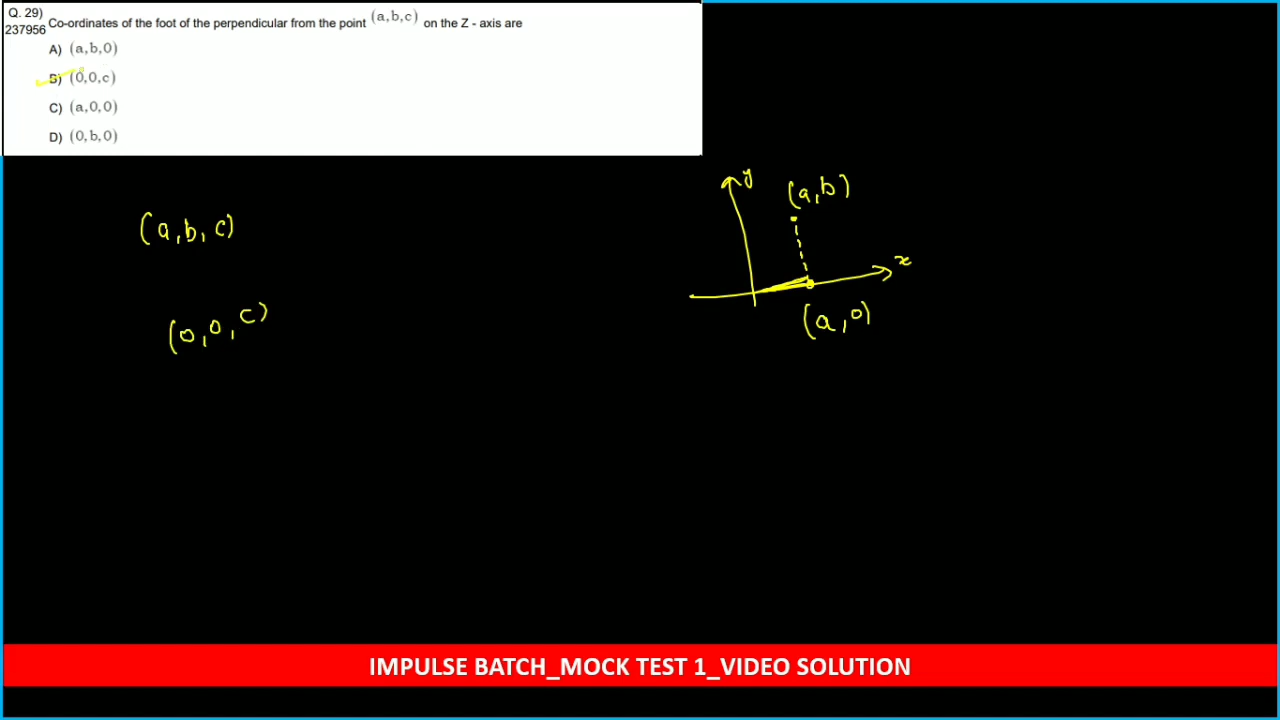 Q. 29)
237956
Co-ordinates of the foot of the perpendicular from the point (a,b,c) on the Z - axis are
A) (a,b,0)
B) (0,0,c)
C) (a,0,0)
D) (0,b,0)
y
(a,b)
(a,b,c)
x
(0,0,c)
(a,0)
IMPULSE BATCH_MOCK TEST 1_VIDEO SOLUTION